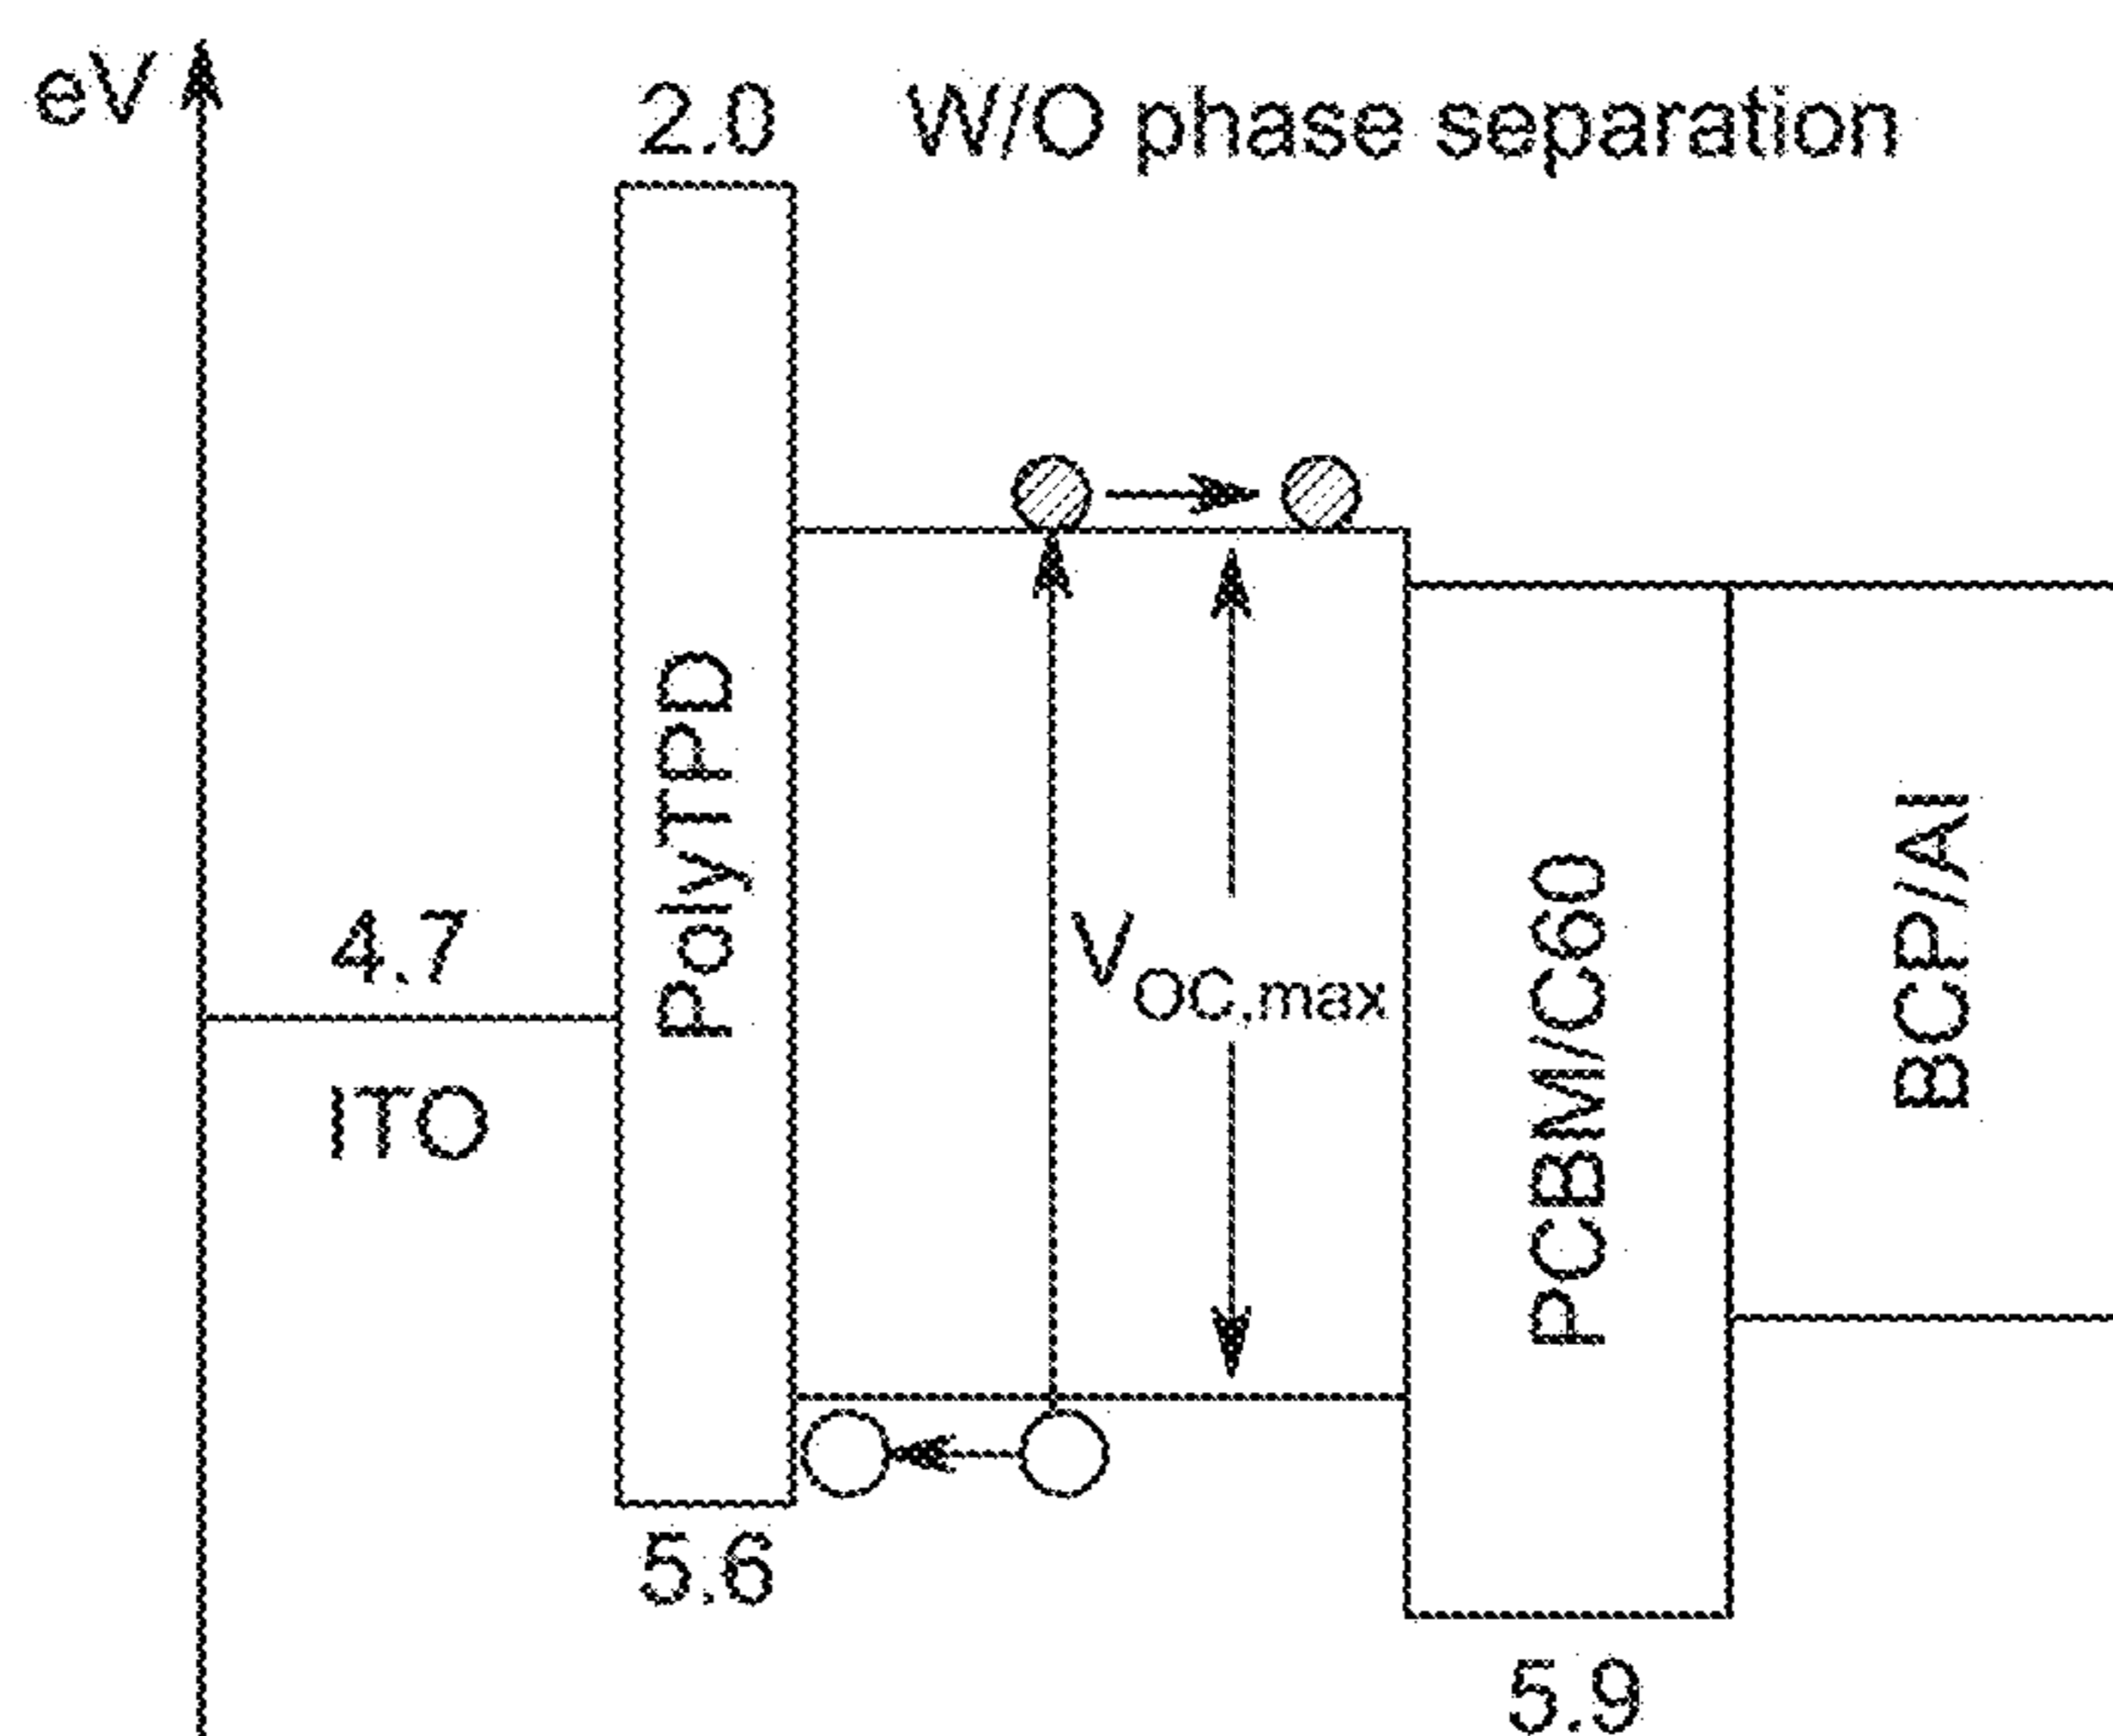 eV
2.0
W/O phase separation
4.7
ITO
PolyTPD
VOC,max
PCBM/C60
BCP/Al
5.6
5.9